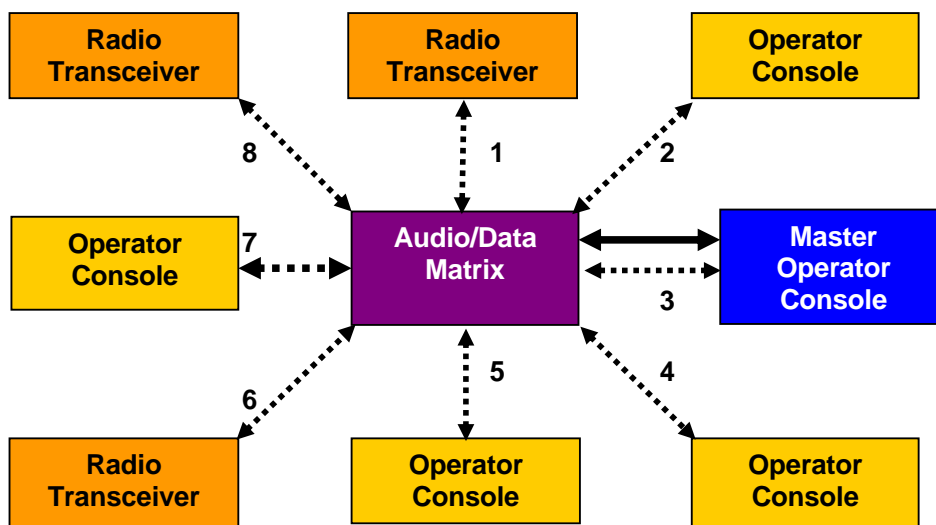 Radio
Transceiver
Radio
Transceiver
Operator
Console
8
1
2
Operator
Console
7
Audio/Data
Matrix
Master
Operator
Console
3
6
5
4
Radio
Transceiver
Operator
Console
Operator
Console